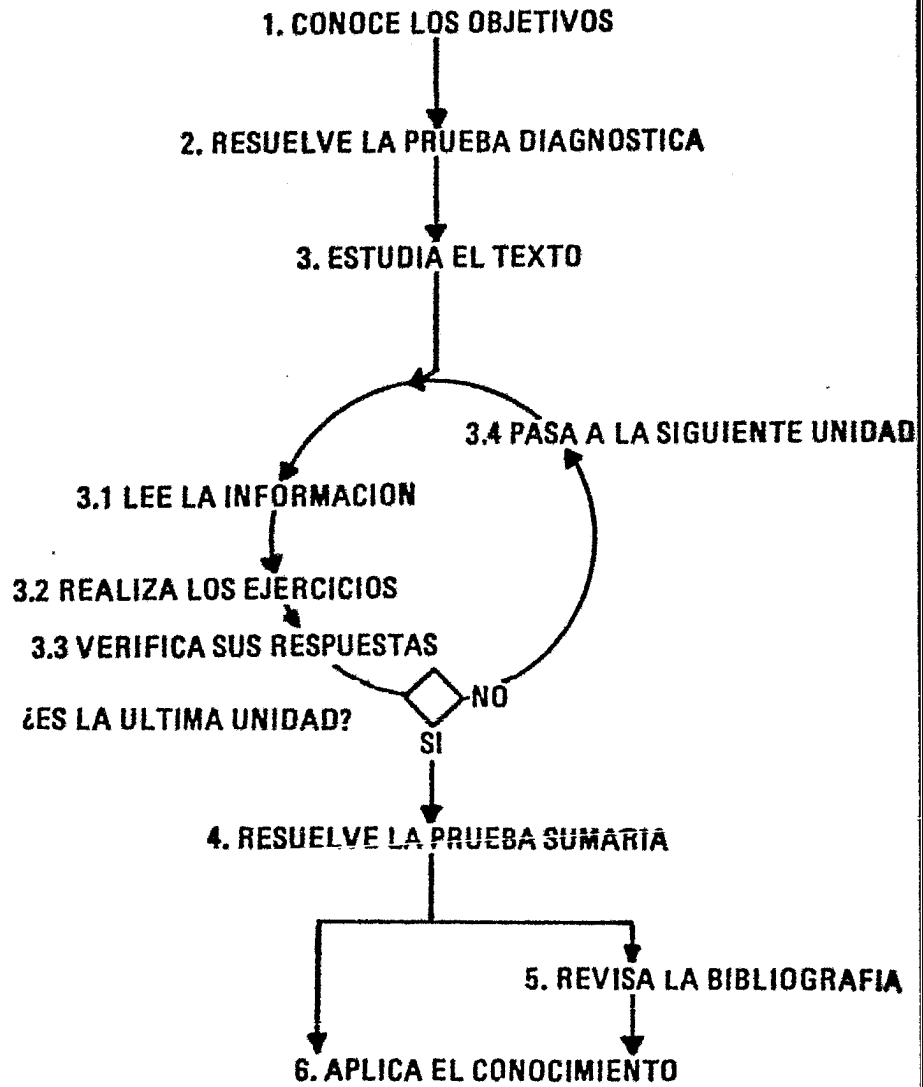 1. CONOCE LOS OBJETIVOS
2. RESUELVE LA PRUEBA DIAGNOSTICA
3. ESTUDIA EL TEXTO
3.4 PASA A LA SIGUIENTE UNIDAD
3.1 LEE LA INFORMACION
3.2 REALIZA LOS EJERCICIOS
3.3 VERIFICA SUS RESPUESTAS
¿ES LA ULTIMA UNIDAD?
NO
SI
4. RESUELVE LA PRUEBA SUMARIA
5. REVISA LA BIBLIOGRAFIA
6. APLICA EL CONOCIMIENTO